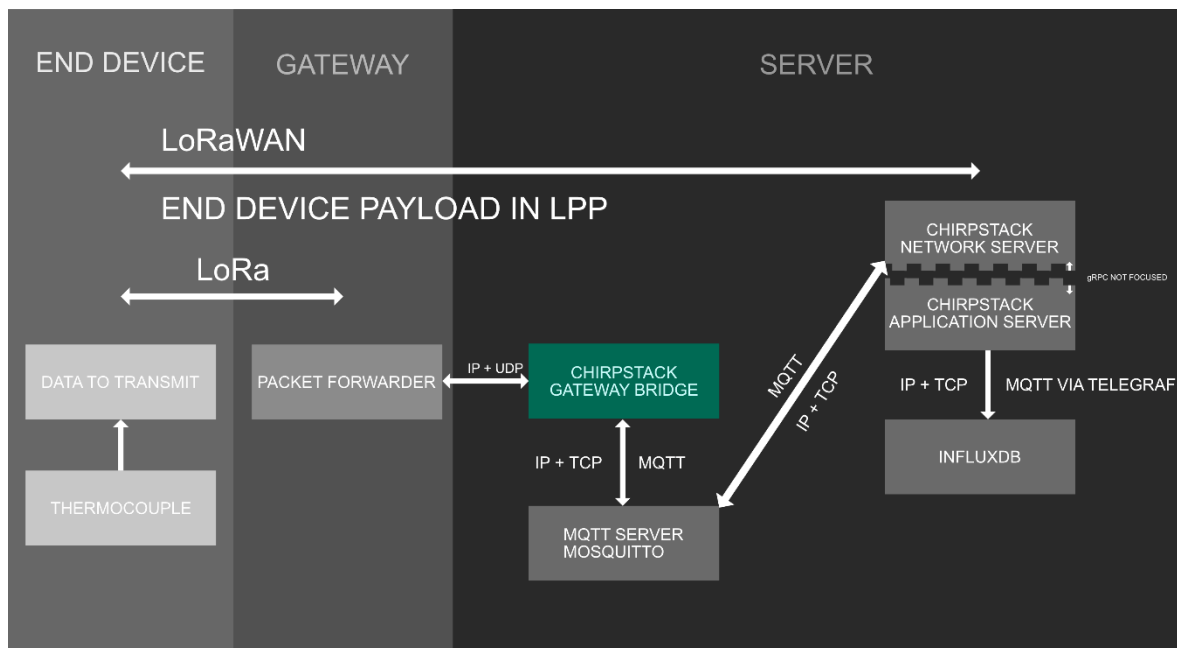 END DEVICE
GATEWAY
SERVER
LoRaWAN
END DEVICE PAYLOAD IN LPP
LoRa
CHIRPSTACK
NETWORK SERVER
gRPC NOT FOCUSED
CHIRPSTACK
APPLICATION SERVER
DATA TO TRANSMIT
PACKET FORWARDER
IP + UDP
CHIRPSTACK
GATEWAY BRIDGE
MQTT
IP + TCP
IP + TCP
MQTT VIA TELEGRAF
IP + TCP
MQTT
INFLUXDB
THERMOCOUPLE
MQTT SERVER
MOSQUITTO